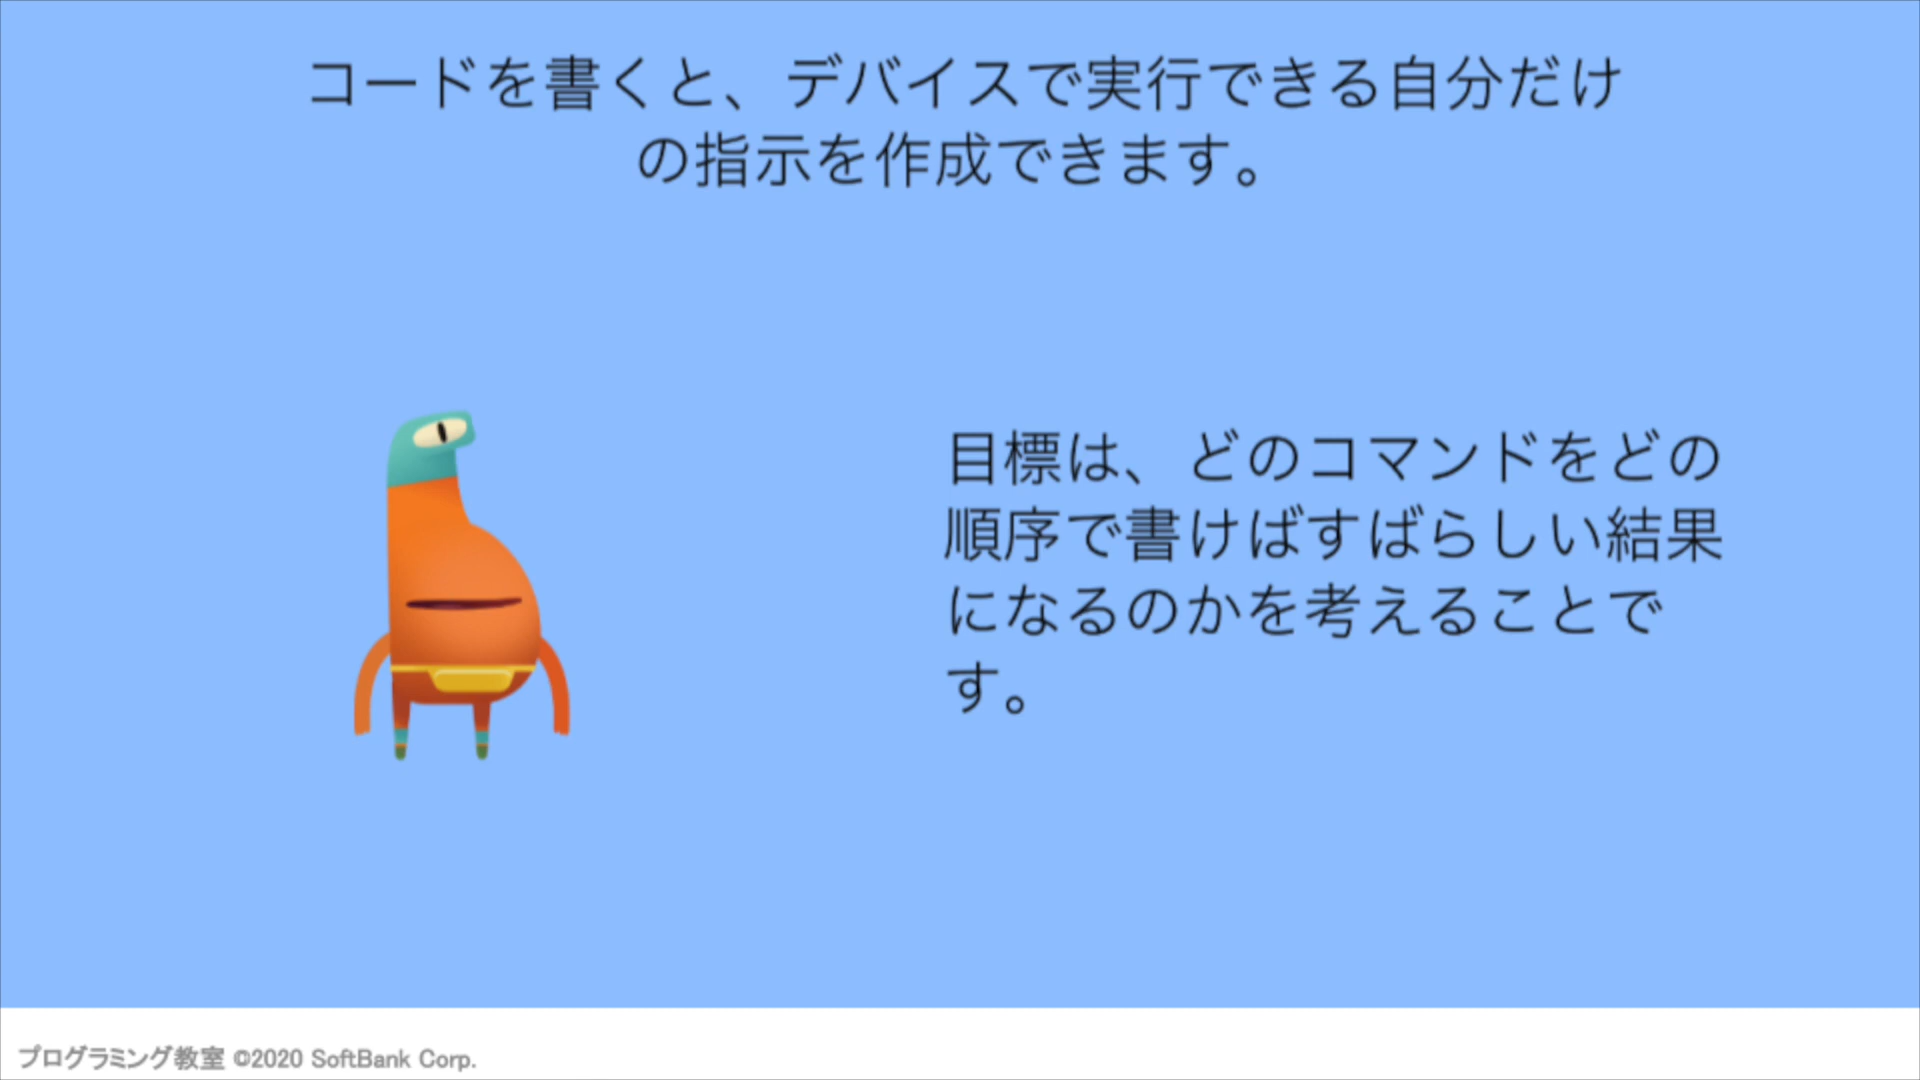 コードを書くと、デバイスで実行できる自分だけ
の指示を作成できます。
目標は、どのコマンドをどの
順序で書けばすばらしい結果
になるのかを考えることで
す。
プログラミング教室 ©2020 SoftBank Corp.